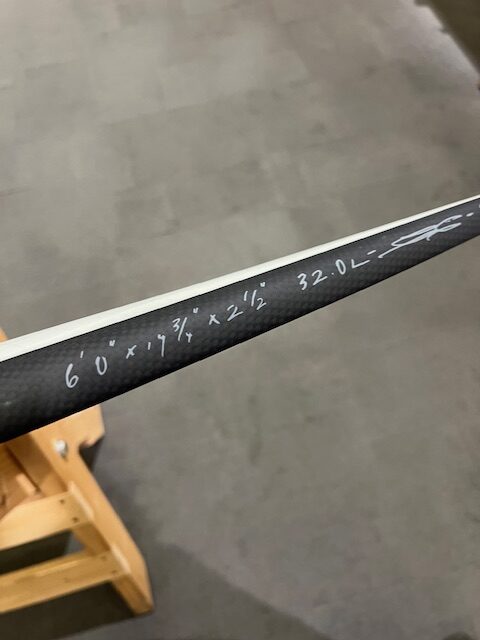 6'0" x 19 3/4" x 2 1/2" 32.0L